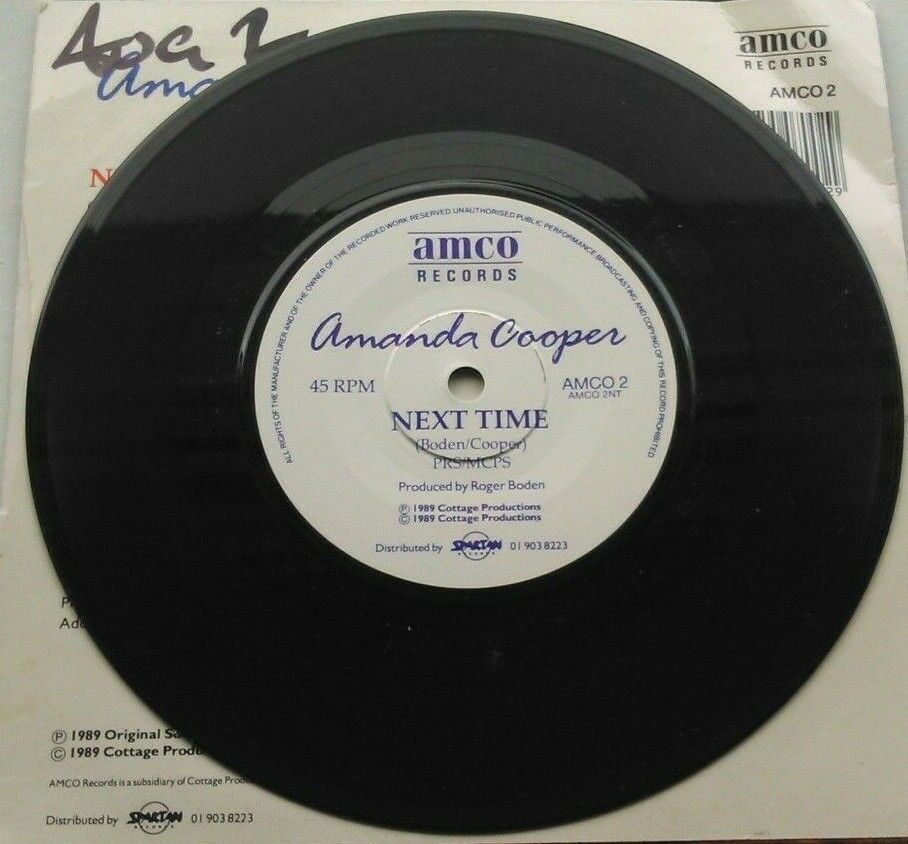 amco
RECORDS
AMCO 2
ALL RIGHTS OF THE MANUFACTURER AND OF THE OWNER OF THE RECORDED WORK RESERVED. UNAUTHORISED PUBLIC PERFORMANCE, BROADCASTING AND COPYING OF THIS RECORD PROHIBITED
amco
RECORDS
Amanda Cooper
45 RPM
AMCO 2
AMCO 2NT
NEXT TIME
(Boden/Cooper)
PRS/MCPS
Produced by Roger Boden
Ⓟ 1989 Cottage Productions
© 1989 Cottage Productions
Distributed by SPARTAN RECORDS 01 903 8223
Ⓟ 1989 Original
© 1989 Cottage
AMCO Records is a subsidiary of Cottage
Distributed by SPARTAN RECORDS 01 903 8223